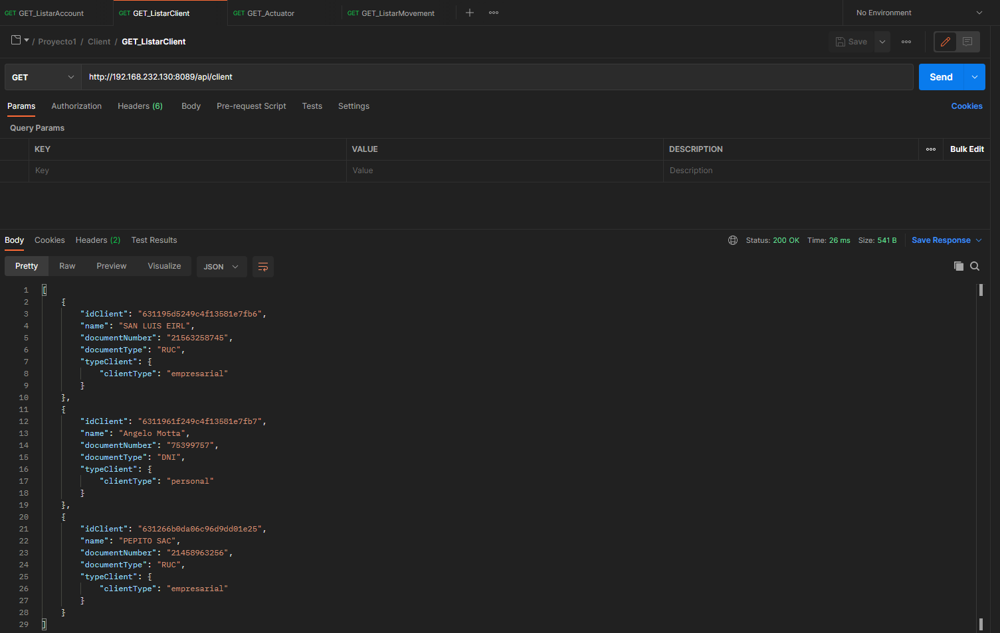 GET GET_ListarAccount GET GET_ListarClient GET GET_Actuator GET GET_ListarMovement No Environment
/ Proyecto1 / Client / GET_ListarClient Save
GET http://192.168.232.130:8089/api/client Send
Params Authorization Headers (6) Body Pre-request Script Tests Settings Cookies
Query Params
KEY VALUE DESCRIPTION Bulk Edit
Key Value Description
Body Cookies Headers (2) Test Results Status: 200 OK Time: 26 ms Size: 541 B Save Response
Pretty Raw Preview Visualize JSON
1 [
2 {
3 "idClient": "631195d5249c4f13581e7fb6",
4 "name": "SAN LUIS EIRL",
5 "documentNumber": "21563258745",
6 "documentType": "RUC",
7 "typeClient": {
8 "clientType": "empresarial"
9 }
10 },
11 {
12 "idClient": "6311961f249c4f13581e7fb7",
13 "name": "Angelo Motta",
14 "documentNumber": "75399757",
15 "documentType": "DNI",
16 "typeClient": {
17 "clientType": "personal"
18 }
19 },
20 {
21 "idClient": "631266b0da06c96d9dd01e25",
22 "name": "PEPITO SAC",
23 "documentNumber": "21458963256",
24 "documentType": "RUC",
25 "typeClient": {
26 "clientType": "empresarial"
27 }
28 }
29 ]